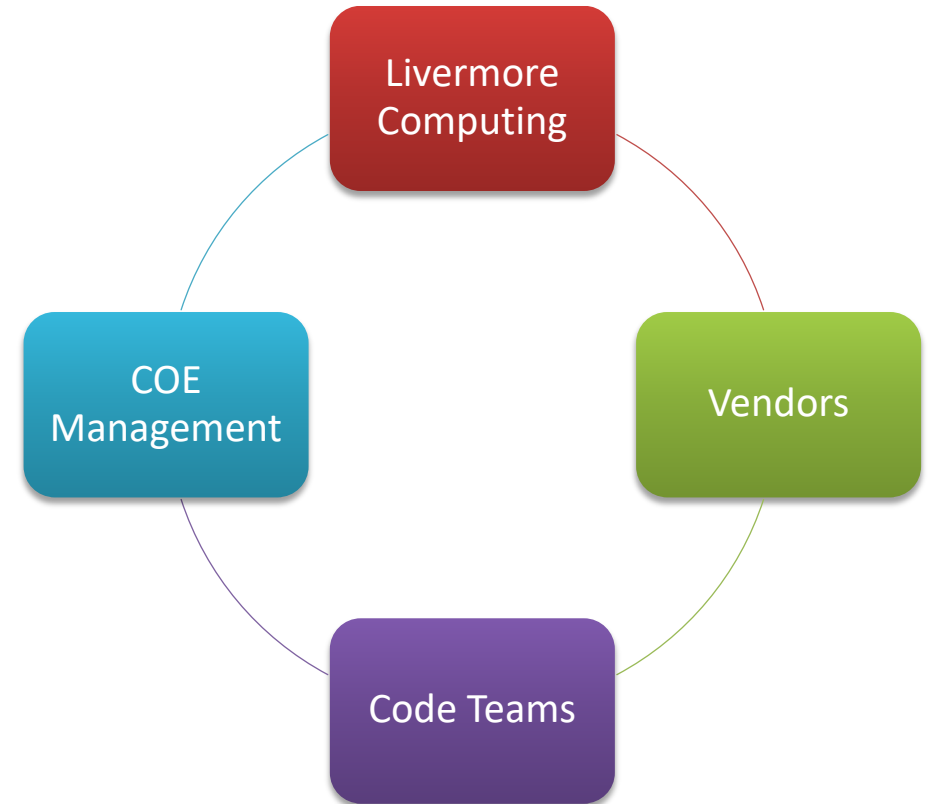 Livermore
Computing
COE
Management
Vendors
Code Teams